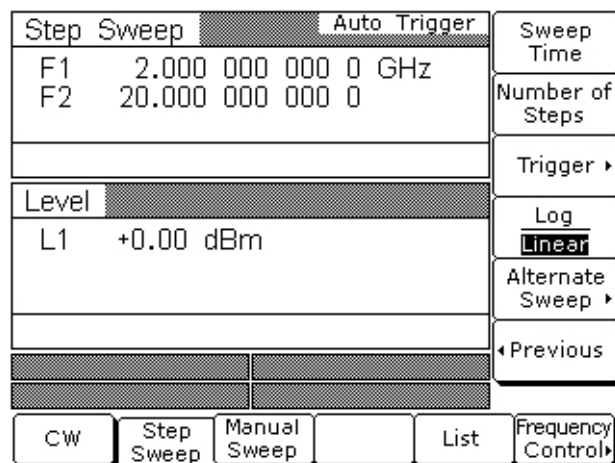 Step Sweep
Auto Trigger
F1 2.000 000 000 0 GHz
F2 20.000 000 000 0
Level
L1 +0.00 dBm
Sweep
Time
Number of
Steps
Trigger
Log
Linear
Alternate
Sweep
Previous
CW
Step
Sweep
Manual
Sweep
List
Frequency
Control